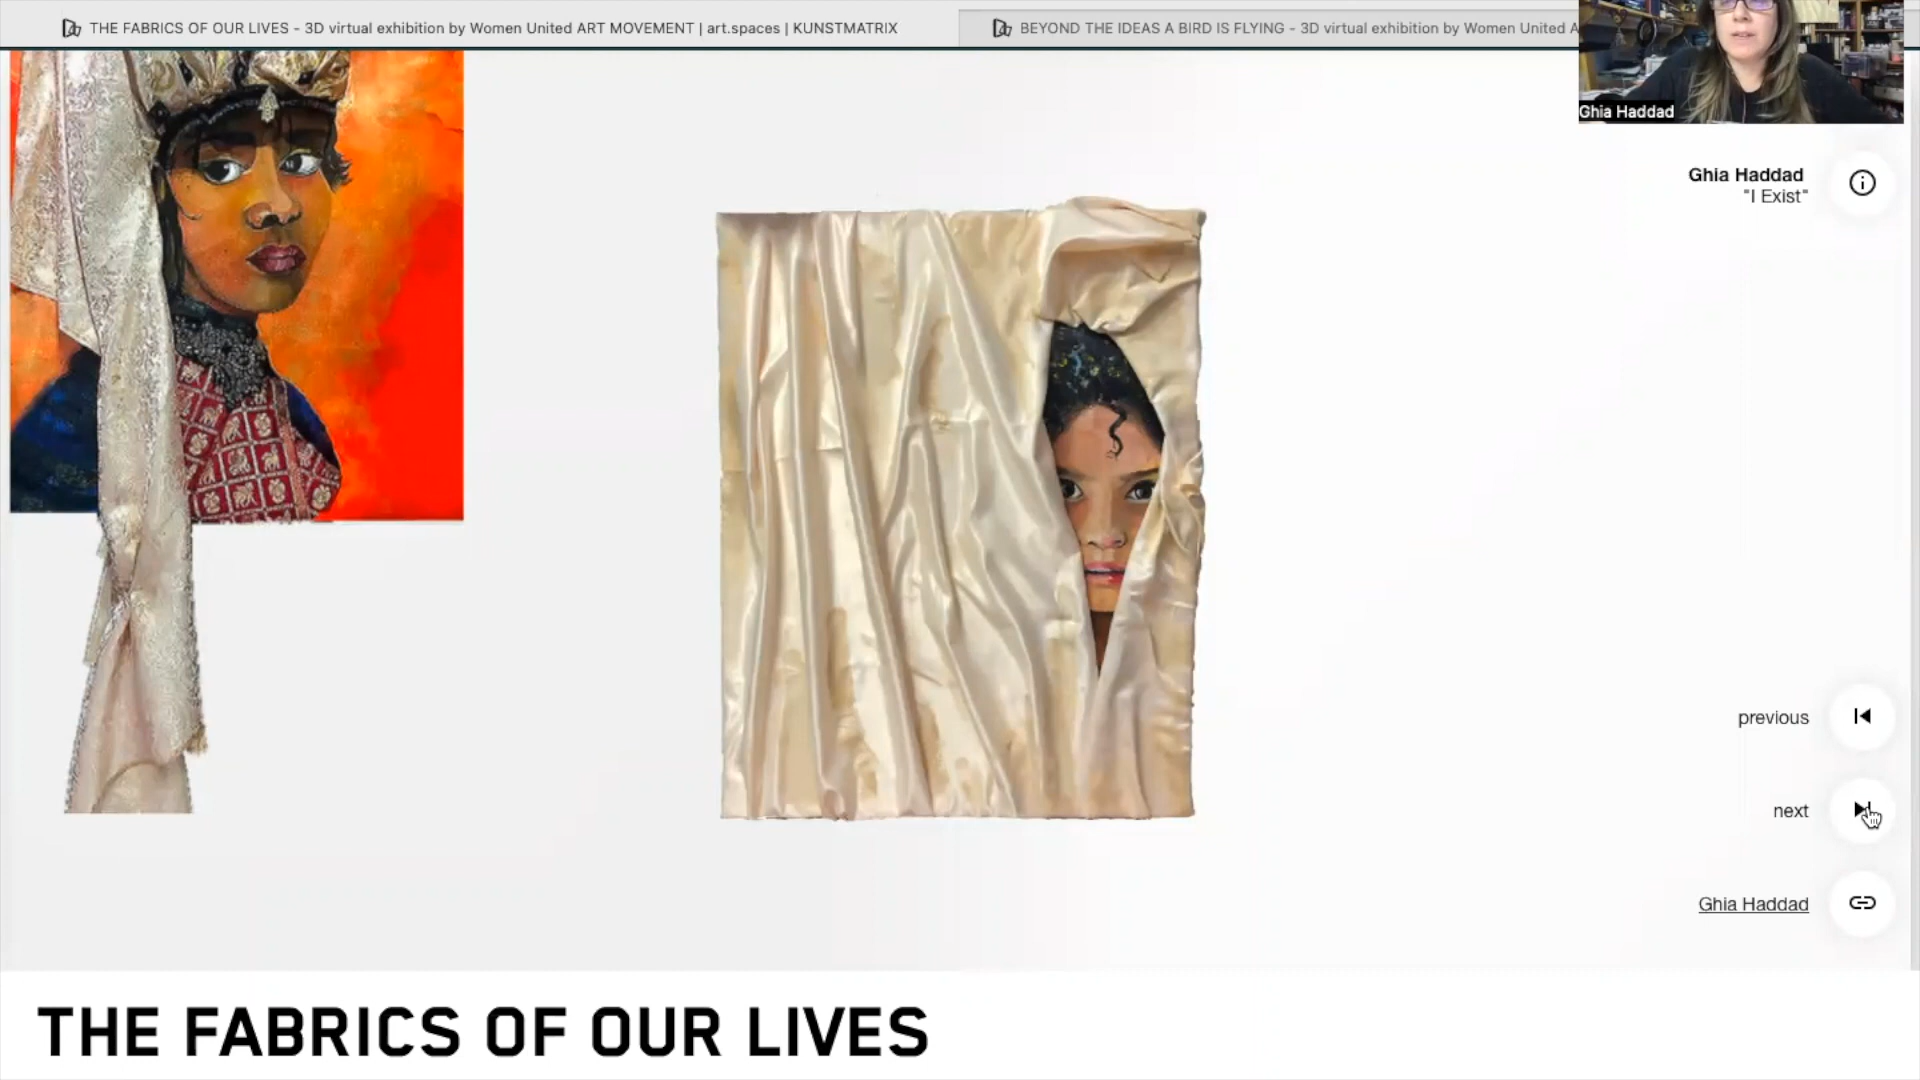 THE FABRICS OF OUR LIVES - 3D virtual exhibition by Women United ART MOVEMENT | art.spaces | KUNSTMATRIX
BEYOND THE IDEAS A BIRD IS FLYING - 3D virtual exhibition by Women United A
Ghia Haddad
Ghia Haddad
"I Exist"
previous
next
Ghia Haddad
THE FABRICS OF OUR LIVES